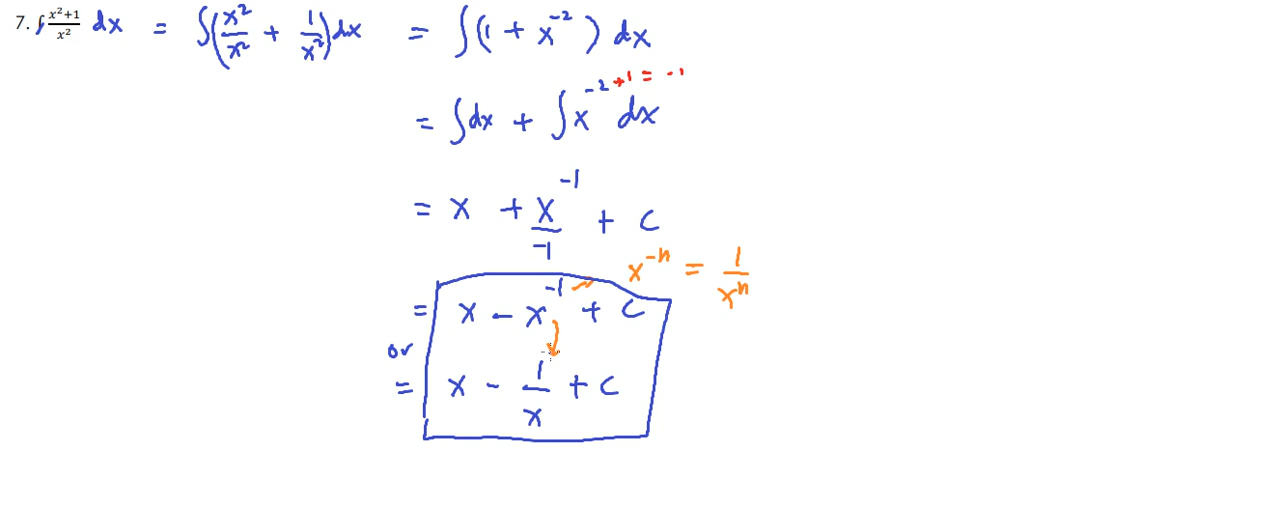 7. ∫ x²+1/x² dx = ∫(x²/x² + 1/x²)dx = ∫(1 + x⁻²) dx
= ∫dx + ∫x⁻² ⁺¹ ⁼ ⁻¹ dx
= x + x⁻¹/-1 + C
x⁻ⁿ = 1/xⁿ
= x - x⁻¹ + C
or
= x - 1/x + C